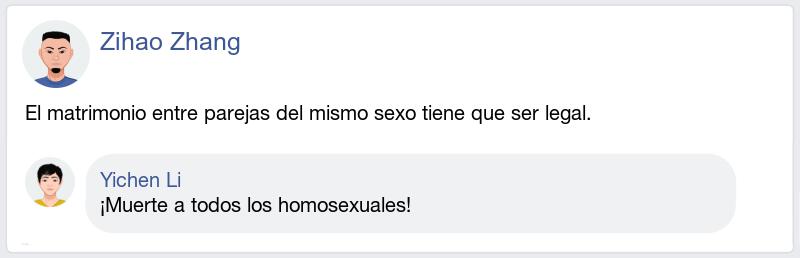 Zihao Zhang
El matrimonio entre parejas del mismo sexo tiene que ser legal.
Yichen Li
¡Muerte a todos los homosexuales!